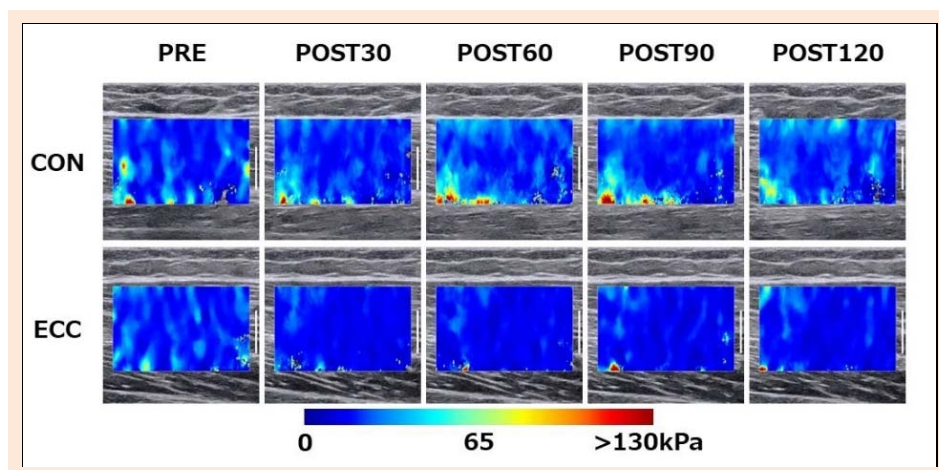 PRE POST30 POST60 POST90 POST120
CON
ECC
0 65 >130kPa